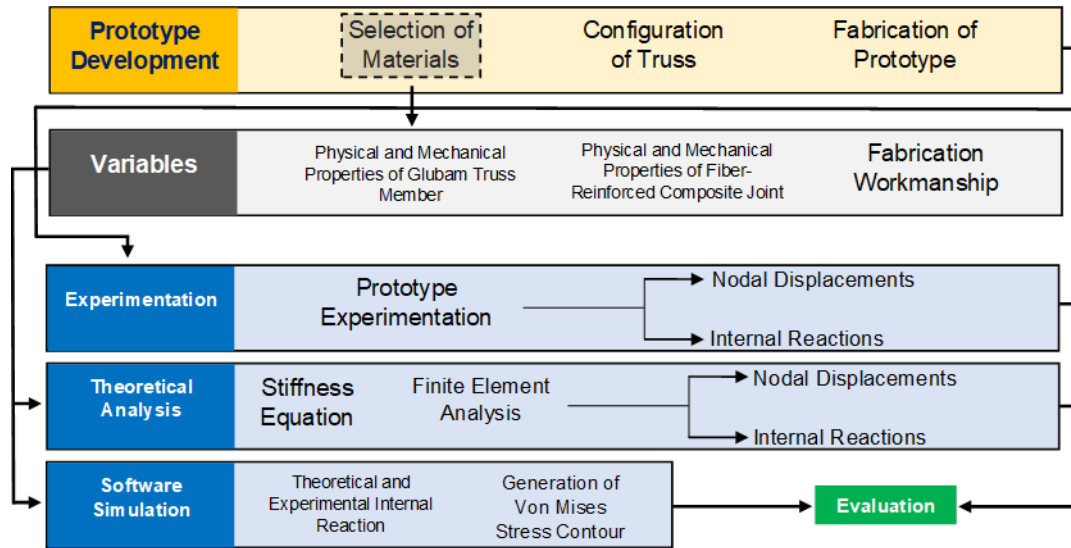 Prototype
Development
Selection of
Materials
Configuration
of Truss
Fabrication of
Prototype
Variables
Physical and Mechanical
Properties of Glubam Truss
Member
Physical and Mechanical
Properties of Fiber-
Reinforced Composite Joint
Fabrication
Workmanship
Experimentation
Prototype
Experimentation
Nodal Displacements
Internal Reactions
Theoretical
Analysis
Stiffness
Equation
Finite Element
Analysis
Nodal Displacements
Internal Reactions
Software
Simulation
Theoretical and
Experimental Internal
Reaction
Generation of
Von Mises
Stress Contour
Evaluation